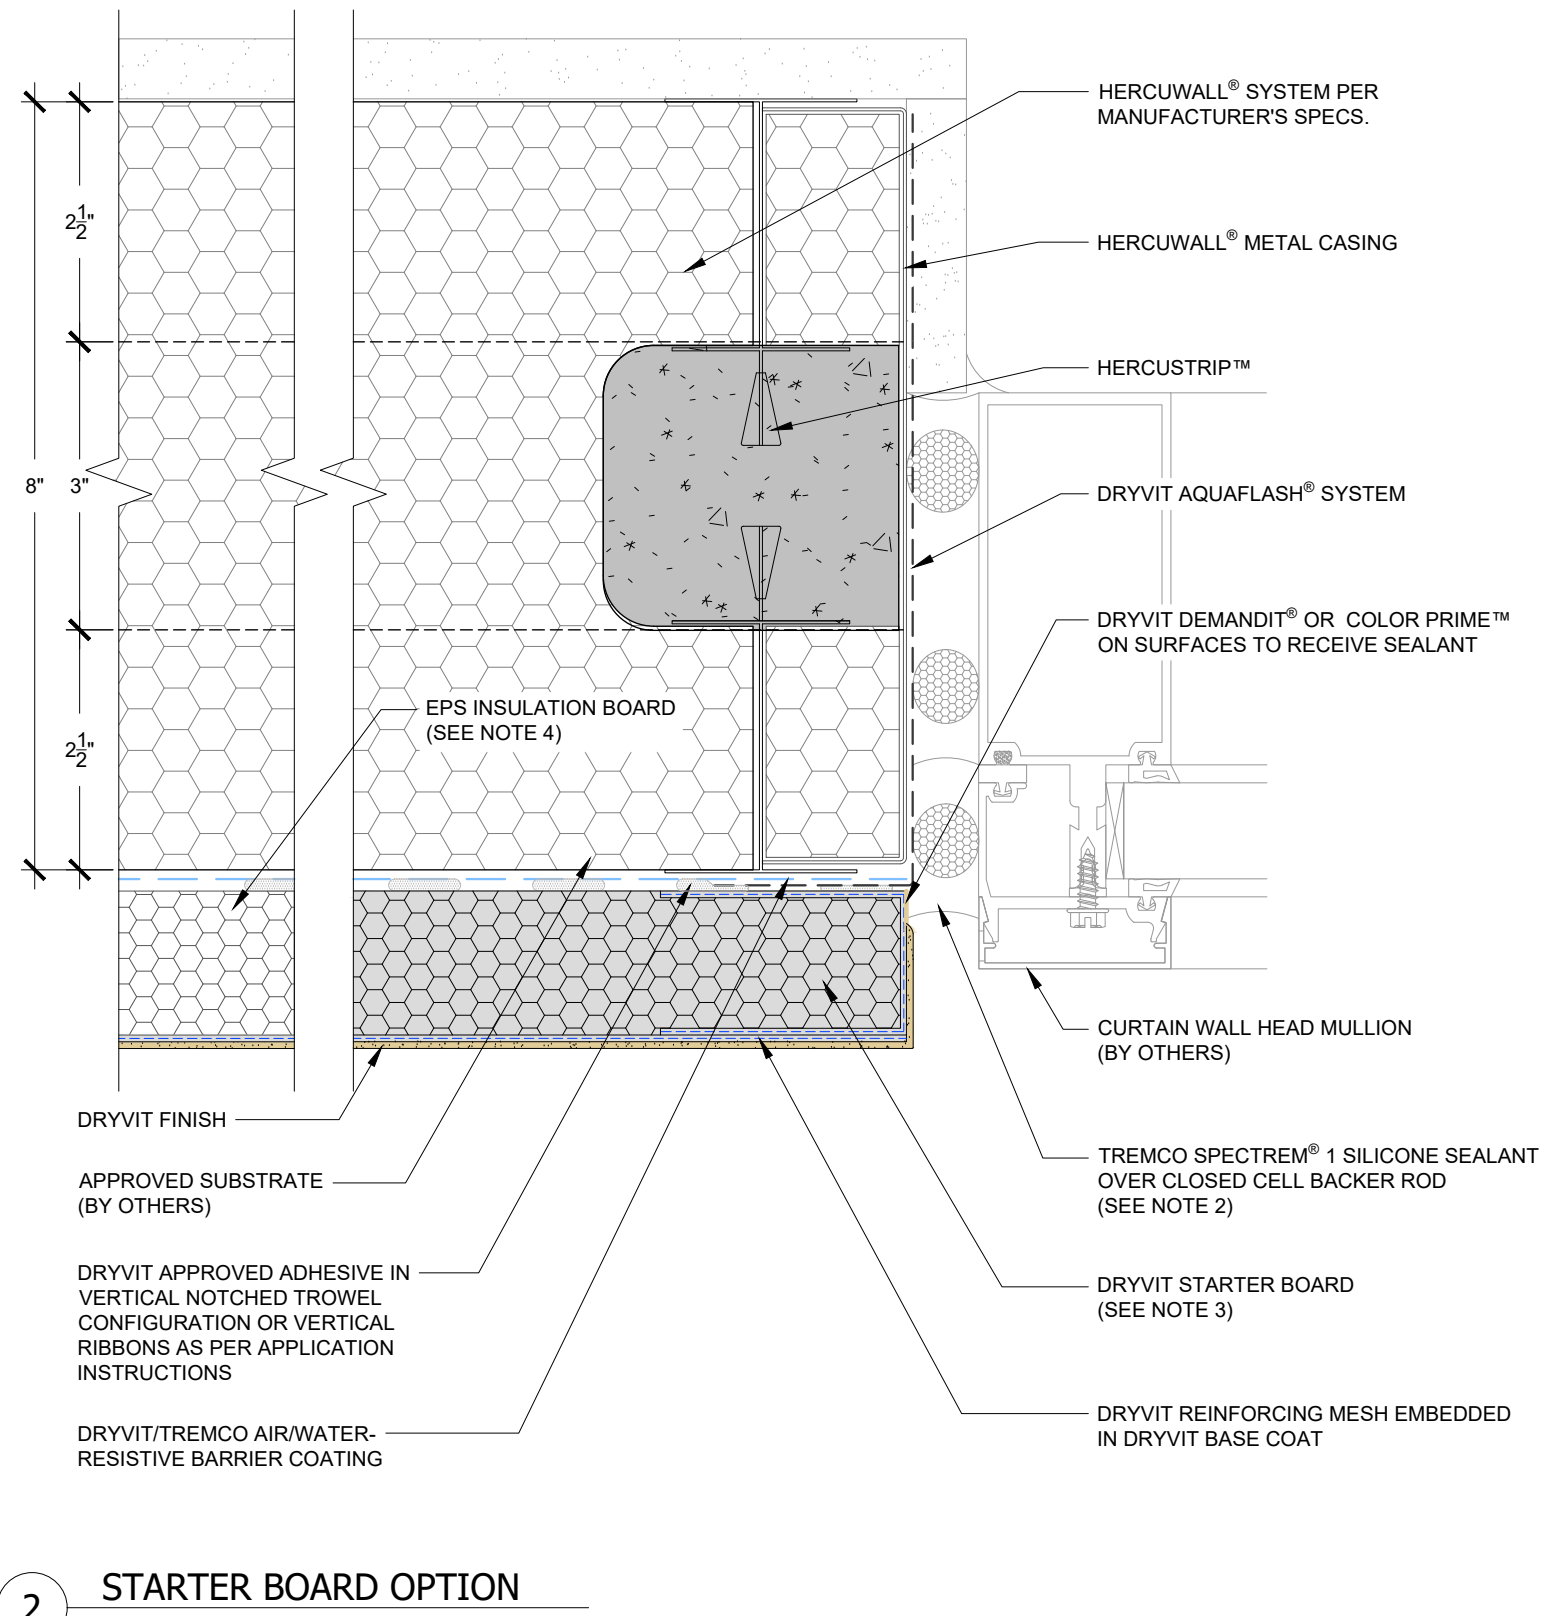 HERCUWALL® SYSTEM PER
MANUFACTURER'S SPECS.
2 1/2"
HERCUWALL® METAL CASING
HERCUSTRIP™
8"
3"
DRYVIT AQUAFLASH® SYSTEM
DRYVIT DEMANDIT® OR COLOR PRIME™
ON SURFACES TO RECEIVE SEALANT
EPS INSULATION BOARD
(SEE NOTE 4)
2 1/2"
CURTAIN WALL HEAD MULLION
(BY OTHERS)
DRYVIT FINISH
APPROVED SUBSTRATE
(BY OTHERS)
TREMCO SPECTREM® 1 SILICONE SEALANT
OVER CLOSED CELL BACKER ROD
(SEE NOTE 2)
DRYVIT APPROVED ADHESIVE IN
VERTICAL NOTCHED TROWEL
CONFIGURATION OR VERTICAL
RIBBONS AS PER APPLICATION
INSTRUCTIONS
DRYVIT STARTER BOARD
(SEE NOTE 3)
DRYVIT/TREMCO AIR/WATER-
RESISTIVE BARRIER COATING
DRYVIT REINFORCING MESH EMBEDDED
IN DRYVIT BASE COAT
2
STARTER BOARD OPTION